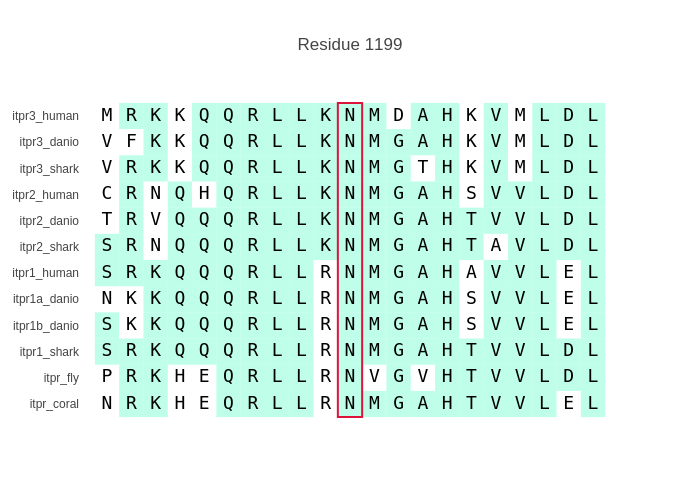 Residue 1199
itpr3_human M R K K Q Q R L L K N M D A H K V M L D L
itpr3_danio V F K K Q Q R L L K N M G A H K V M L D L
itpr3_shark V R K K Q Q R L L K N M G T H K V M L D L
itpr2_human C R N Q H Q R L L K N M G A H S V V L D L
itpr2_danio T R V Q Q Q R L L K N M G A H T V V L D L
itpr2_shark S R N Q Q Q R L L K N M G A H T A V L D L
itpr1_human S R K Q Q Q R L L R N M G A H A V V L E L
itpr1a_danio N K K Q Q Q R L L R N M G A H S V V L E L
itpr1b_danio S K K Q Q Q R L L R N M G A H S V V L E L
itpr1_shark S R K Q Q Q R L L R N M G A H T V V L D L
itpr_fly P R K H E Q R L L R N V G V H T V V L D L
itpr_coral N R K H E Q R L L R N M G A H T V V L E L